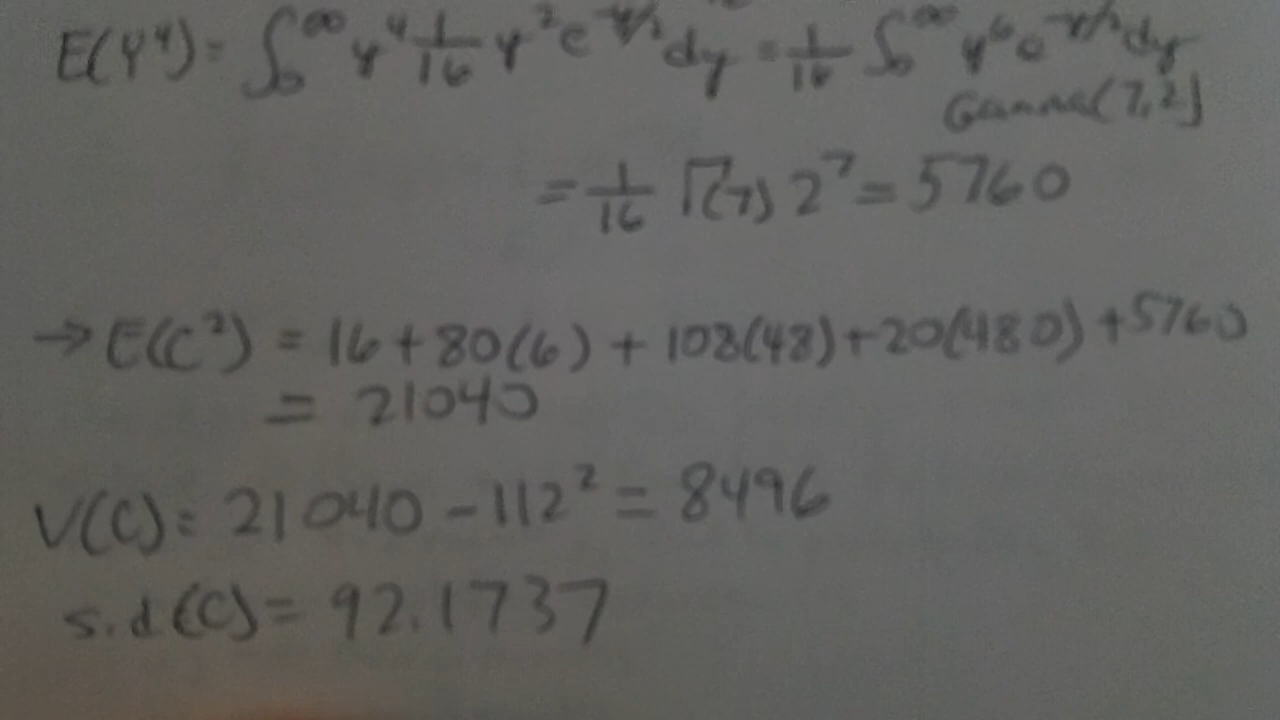 E(Y⁴) = ∫₀^∞ y⁴ 1/16 y² e^(-y/2) dy = 1/16 ∫₀^∞ y⁶ e^(-y/2) dy
Gamma(7,2)
= 1/16 Γ(7) 2⁷ = 5760
→ E(C²) = 16 + 80(6) + 108(48) + 20(480) + 5760
= 21040
V(C) = 21040 - 112² = 8496
s.d(C) = 92.1737